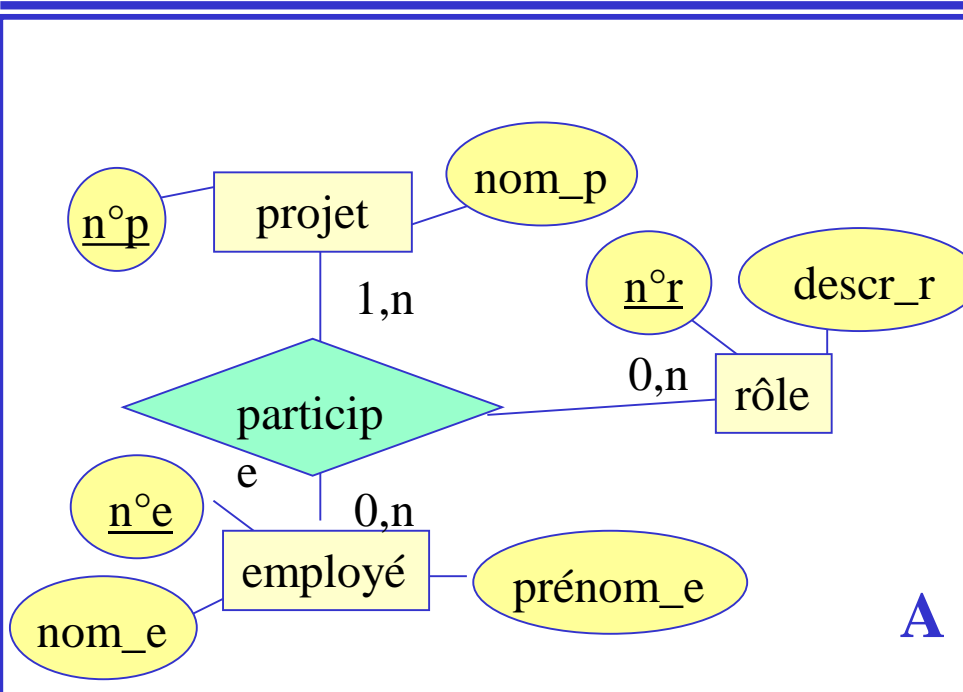 nom_p
n°p
projet
n°r
descr_r
1,n
0,n
rôle
particip
e
n°e
0,n
employé
prénom_e
nom_e
A